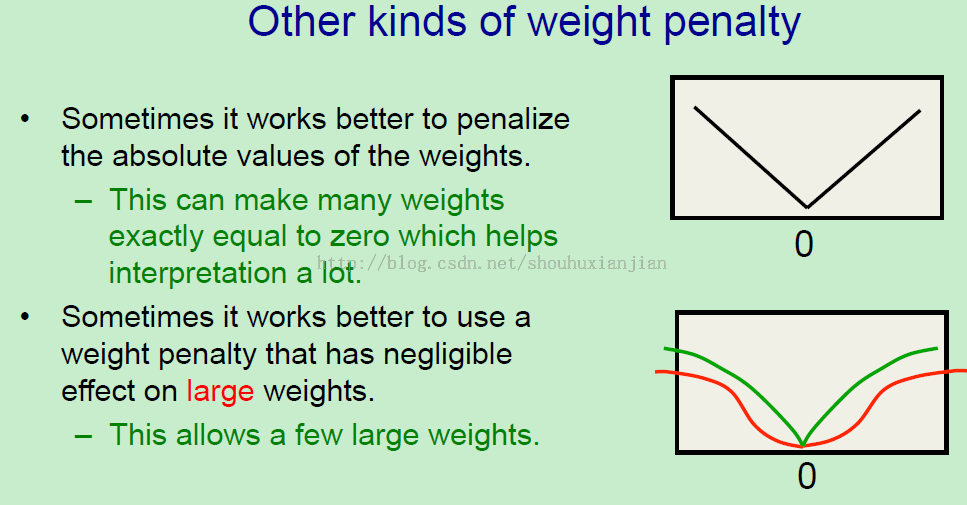 Other kinds of weight penalty
• Sometimes it works better to penalize
the absolute values of the weights.
– This can make many weights
exactly equal to zero which helps
interpretation a lot.
http://blog.csdn.net/shouhuxianjian
• Sometimes it works better to use a
weight penalty that has negligible
effect on large weights.
– This allows a few large weights.
0
0